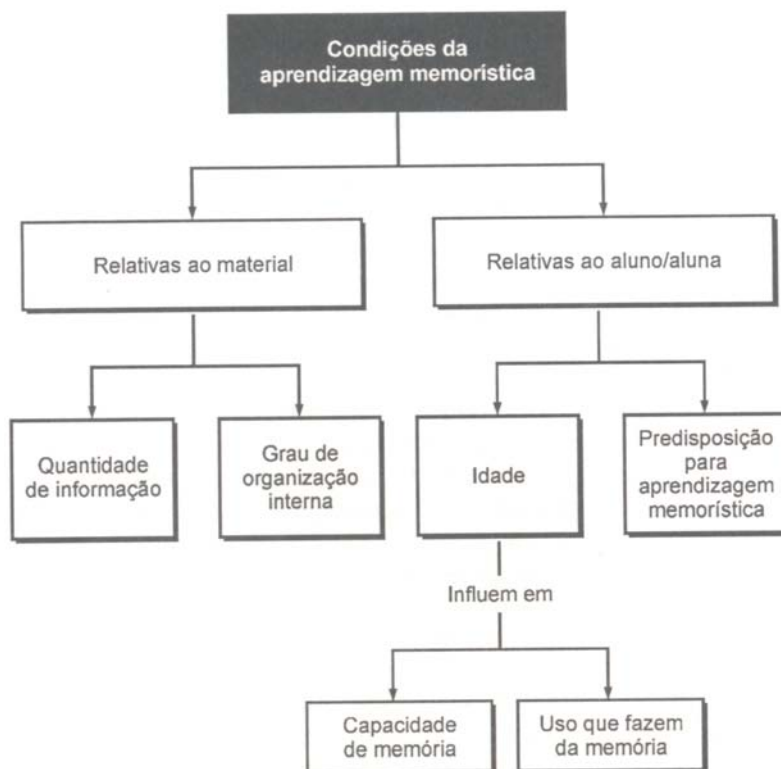 Condições da
aprendizagem memorística
Relativas ao material
Relativas ao aluno/aluna
Quantidade
de informação
Grau de
organização
interna
Idade
Predisposição
para
aprendizagem
memorística
Influem em
Capacidade
de memória
Uso que fazem
da memória